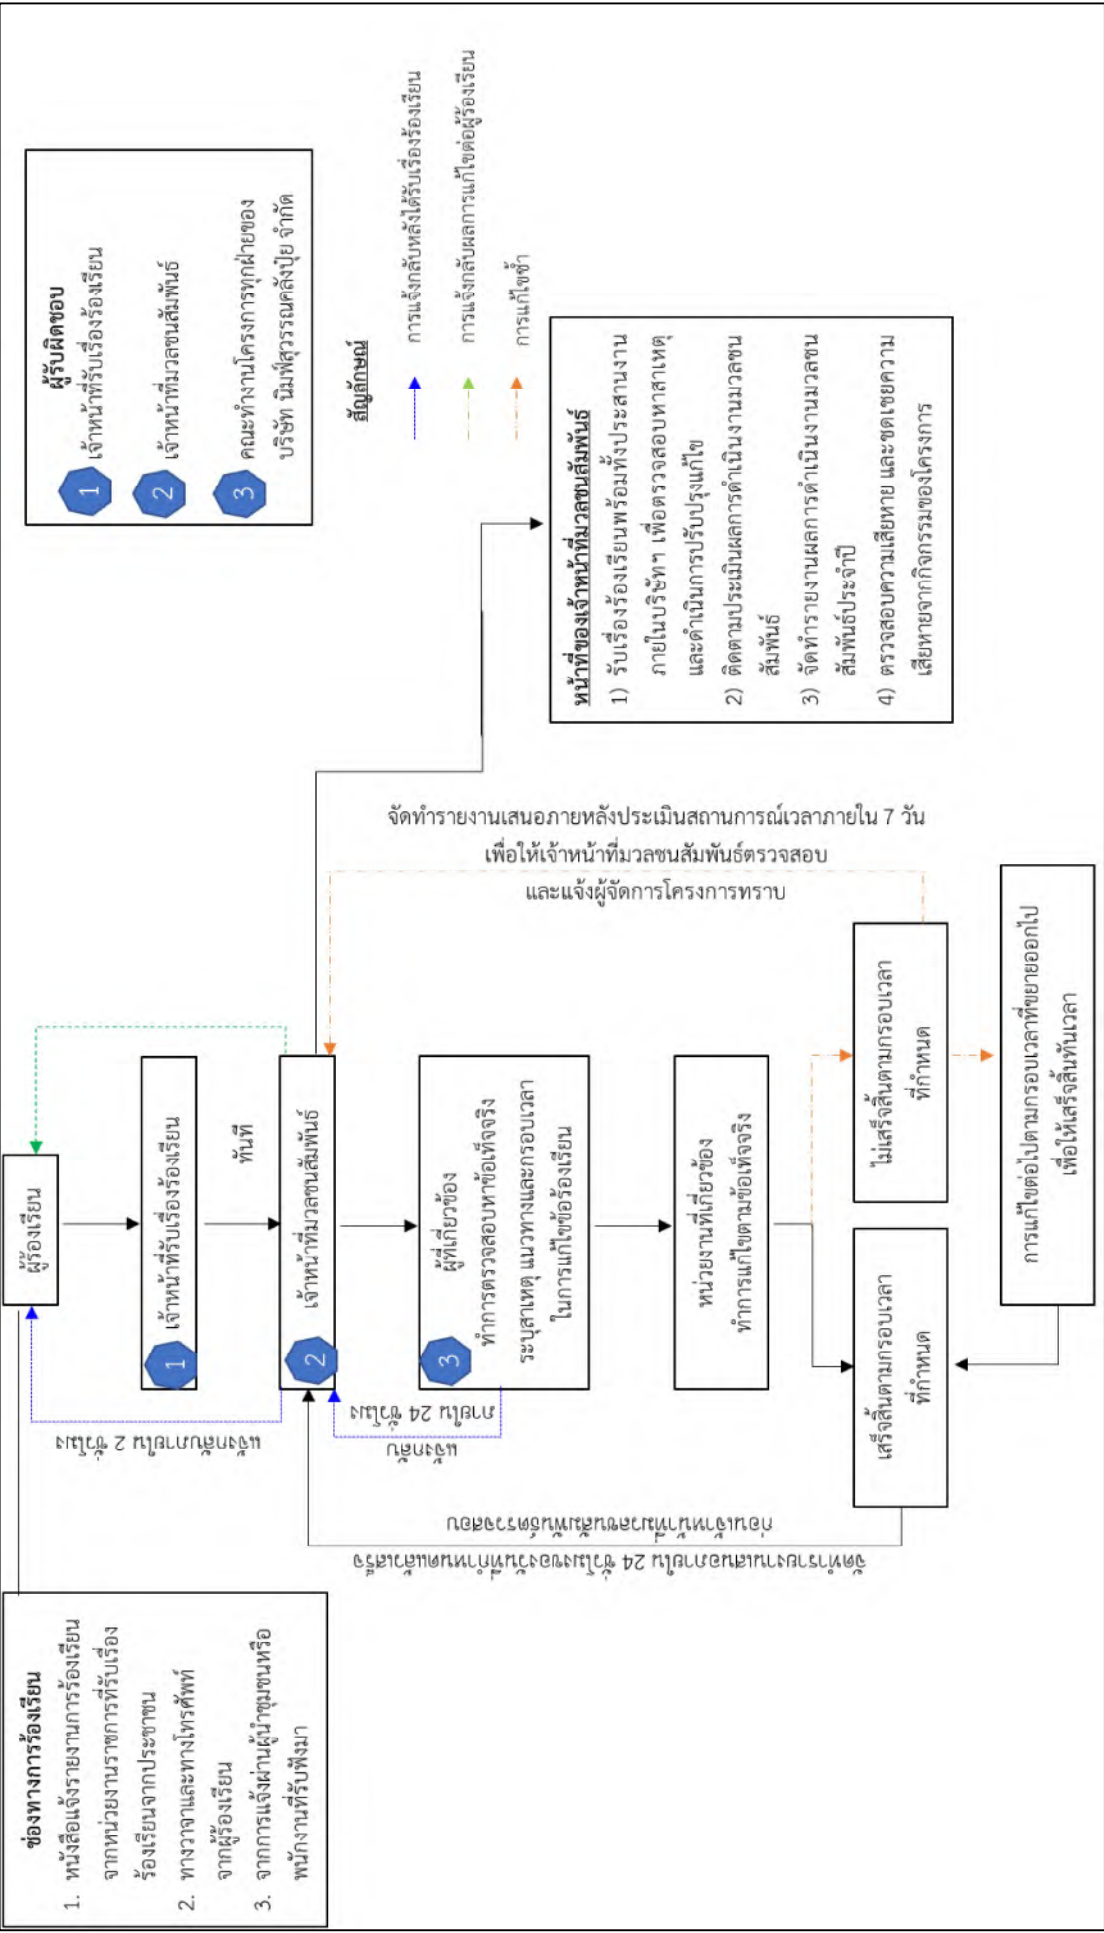 ช่องทางการร้องเรียน
1. หนังสือแจ้งรายงานการร้องเรียน
จากหน่วยงานราชการที่รับเรื่อง
ร้องเรียนจากประชาชน
2. ทางวาจาและทางโทรศัพท์
จากผู้ร้องเรียน
3. จากการแจ้งผ่านผู้นำชุมชนหรือ
พนักงานที่รับฟังมา
ผู้ร้องเรียน
แจ้งกลับภายใน 2 ชั่วโมง
1
เจ้าหน้าที่รับเรื่องร้องเรียน
ทันที
2
เจ้าหน้าที่มวลชนสัมพันธ์
แจ้งกลับ
ภายใน 24 ชั่วโมง
3
ผู้ที่เกี่ยวข้อง
ทำการตรวจสอบหาข้อเท็จจริง
ระบุสาเหตุ แนวทางและกรอบเวลา
ในการแก้ไขข้อร้องเรียน
หน่วยงานที่เกี่ยวข้อง
ทำการแก้ไขตามข้อเท็จจริง
จัดทำรายงานเสนอภายใน 24 ชั่วโมงของวันที่กำหนดแล้วเสร็จ
ก่อนเจ้าหน้าที่มวลชนสัมพันธ์ตรวจสอบ
เสร็จสิ้นตามกรอบเวลา
ที่กำหนด
ไม่เสร็จสิ้นตามกรอบเวลา
ที่กำหนด
การแก้ไขต่อไปตามกรอบเวลาที่ขยายออกไป
เพื่อให้เสร็จสิ้นทันเวลา
จัดทำรายงานเสนอภายหลังประเมินสถานการณ์เวลาภายใน 7 วัน
เพื่อให้เจ้าหน้าที่มวลชนสัมพันธ์ตรวจสอบ
และแจ้งผู้จัดการโครงการทราบ
ผู้รับผิดชอบ
1 เจ้าหน้าที่รับเรื่องร้องเรียน
2 เจ้าหน้าที่มวลชนสัมพันธ์
3 คณะทำงานโครงการทุกฝ่ายของ
บริษัท นิมพ์สุวรรณคลังปุ๋ย จำกัด
สัญลักษณ์
การแจ้งกลับหลังได้รับเรื่องร้องเรียน
การแจ้งกลับผลการแก้ไขต่อผู้ร้องเรียน
การแก้ไขซ้ำ
หน้าที่ของเจ้าหน้าที่มวลชนสัมพันธ์
1) รับเรื่องร้องเรียนพร้อมทั้งประสานงาน
ภายในบริษัทฯ เพื่อตรวจสอบหาสาเหตุ
และดำเนินการปรับปรุงแก้ไข
2) ติดตามประเมินผลการดำเนินงานมวลชน
สัมพันธ์
3) จัดทำรายงานผลการดำเนินงานมวลชน
สัมพันธ์ประจำปี
4) ตรวจสอบความเสียหาย และชดเชยความ
เสียหายจากกิจกรรมของโครงการ